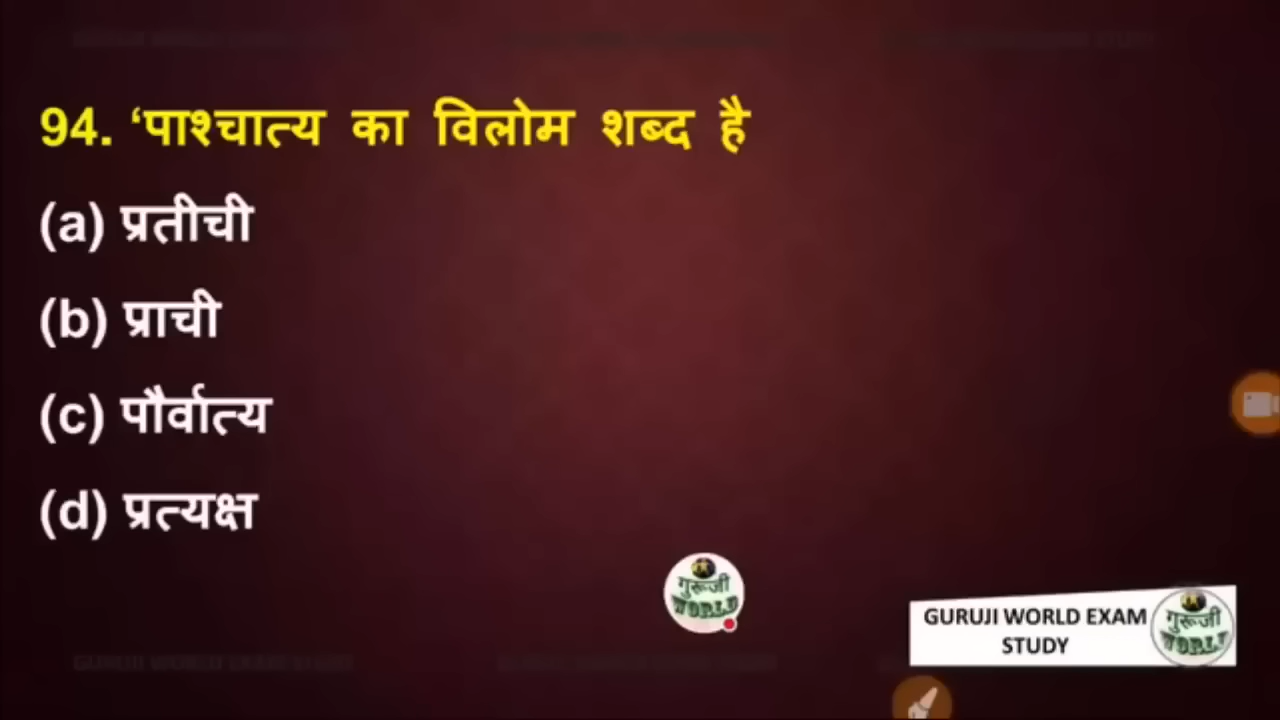 94. ‘पाश्चात्य का विलोम शब्द है
(a) प्रतीची
(b) प्राची
(c) पौर्वात्य
(d) प्रत्यक्ष
गुरूजी
WORLD
GURUJI WORLD EXAM
STUDY
गुरूजी
WORLD